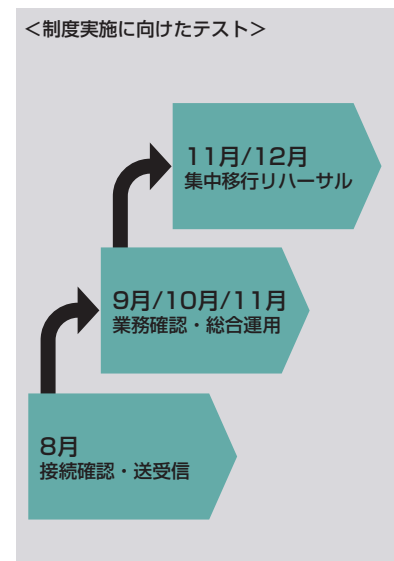 ＜制度実施に向けたテスト＞
11月/12月
集中移行リハーサル
9月/10月/11月
業務確認・総合運用
8月
接続確認・送受信